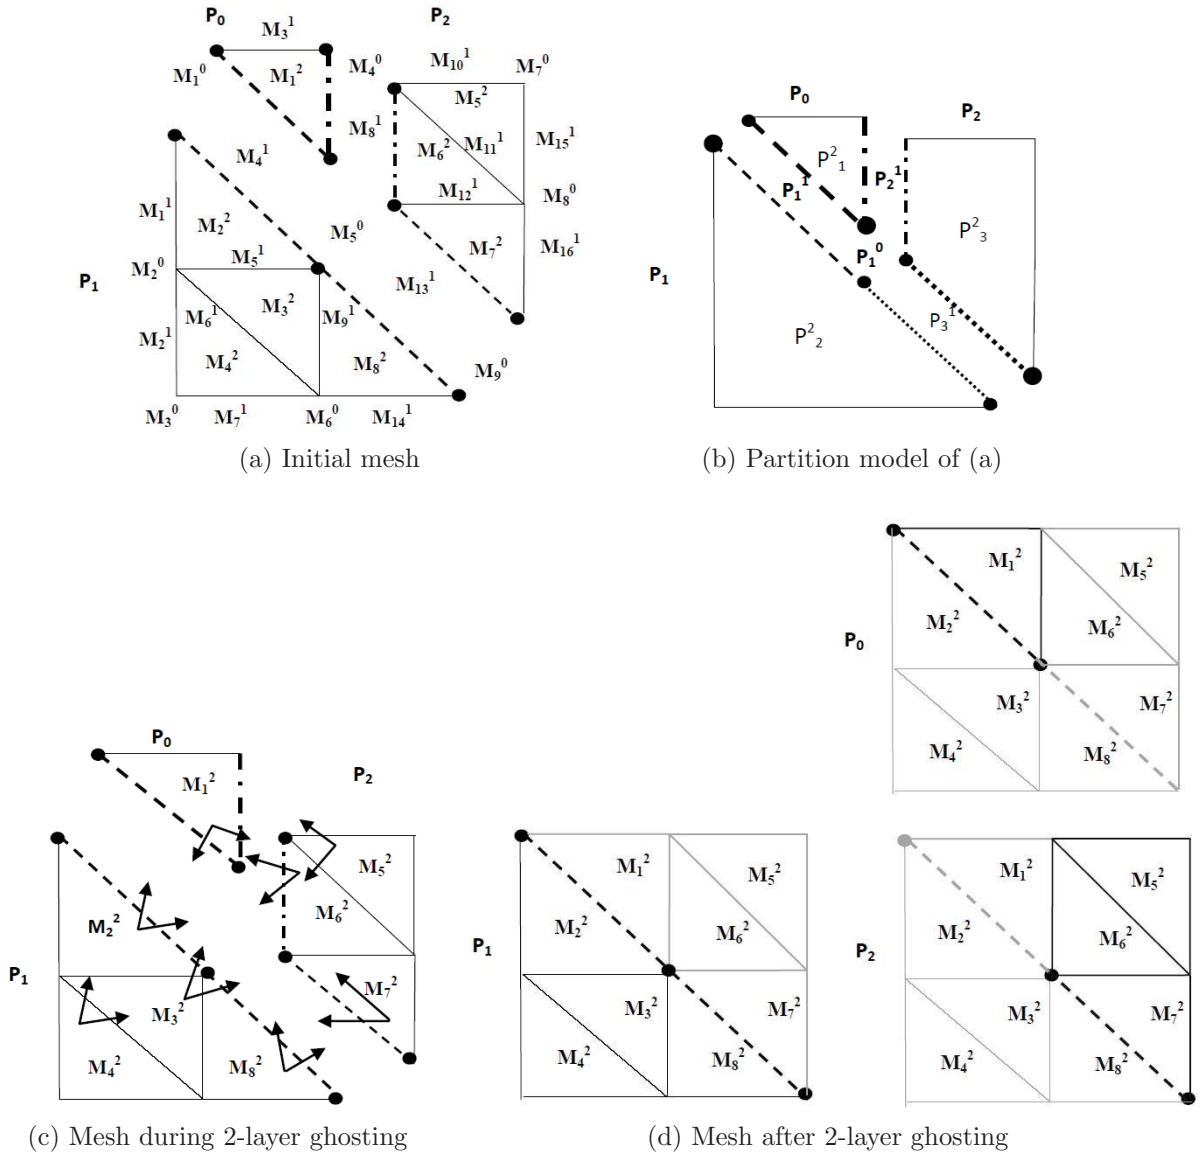 P₀ P₂
M₃¹
M₁⁰ M₁² M₄⁰ M₁₀¹ M₇⁰
M₅²
M₈¹ M₆² M₁₁¹ M₁₅¹
M₄¹
M₁₂¹ M₈⁰
M₁¹ M₂² M₅⁰ M₇² M₁₆¹
P₁ M₂⁰ M₅¹ M₁₃¹
M₆¹ M₃² M₉¹
M₂¹ M₄² M₈² M₉⁰
M₃⁰ M₇¹ M₆⁰ M₁₄¹
(a) Initial mesh
P₀ P₂
P²₁
P₁¹ P₂¹
P²₃
P₁⁰
P₁
P₃¹
P²₂
(b) Partition model of (a)
P₀
M₁²
P₂
M₅²
M₆²
M₂²
P₁
M₇²
M₃²
M₄² M₈²
(c) Mesh during 2-layer ghosting
M₁² M₅²
M₂² M₆²
P₀
M₃² M₇²
M₄² M₈²
M₁² M₅²
M₂² M₆²
P₁
M₃² M₇²
M₄² M₈²
M₁² M₅²
M₂² M₆²
P₂
M₃² M₇²
M₄² M₈²
(d) Mesh after 2-layer ghosting